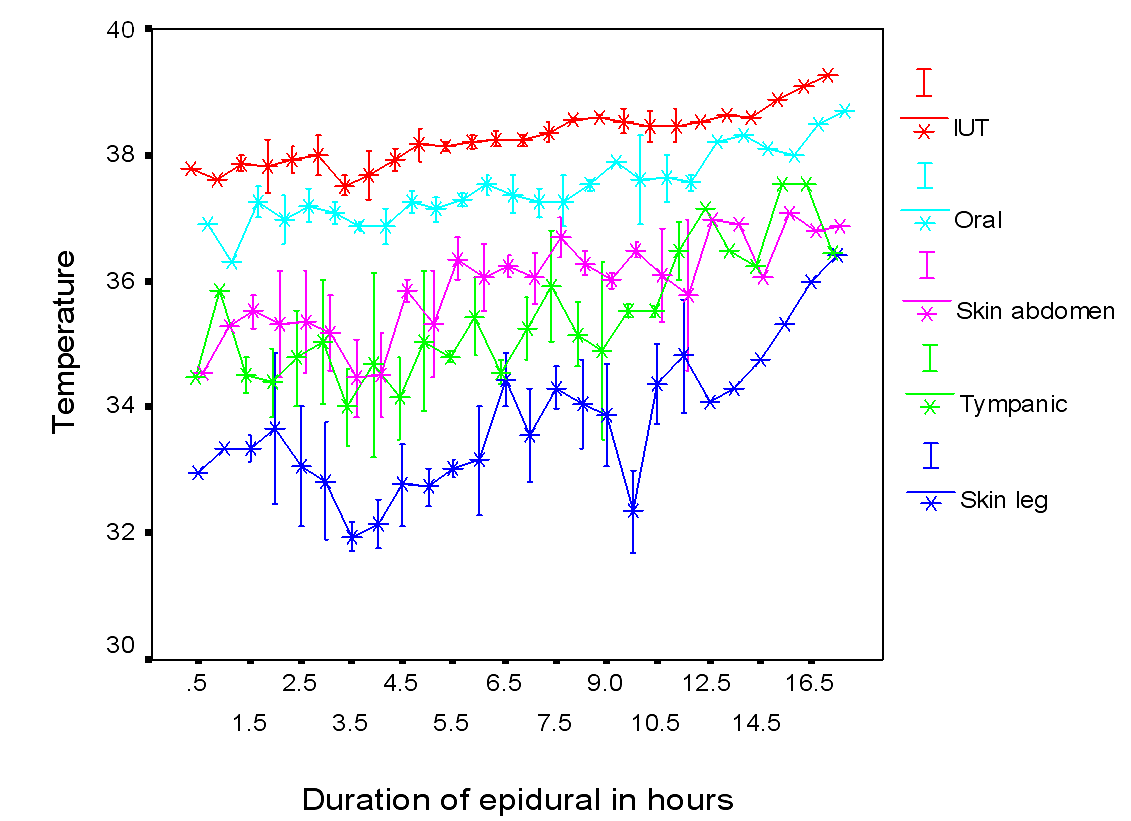 40
38
36
34
32
30
Temperature
.5 2.5 4.5 6.5 9.0 12.5 16.5
1.5 3.5 5.5 7.5 10.5 14.5
Duration of epidural in hours
IUT
Oral
Skin abdomen
Tympanic
Skin leg